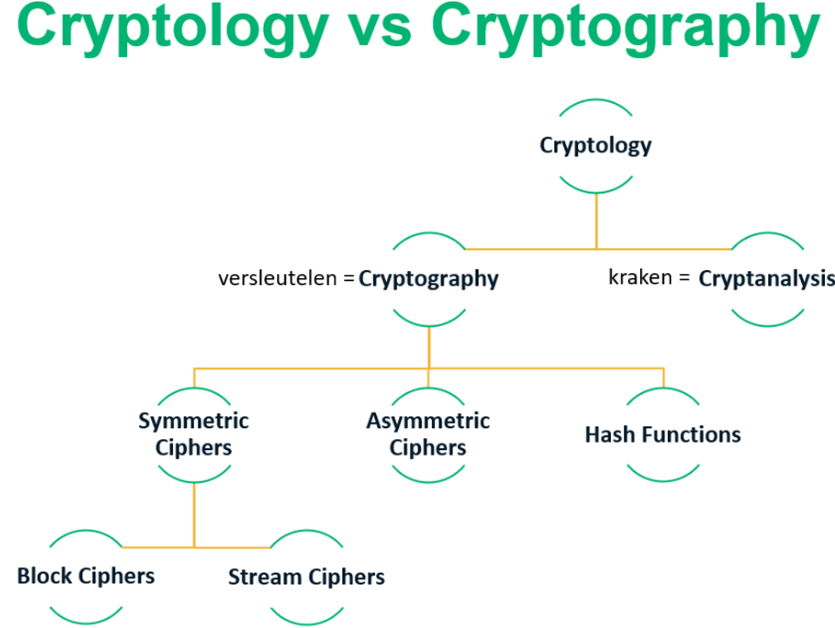 Cryptology vs Cryptography
Cryptology
versleutelen = Cryptography
kraken = Cryptanalysis
Symmetric
Ciphers
Asymmetric
Ciphers
Hash Functions
Block Ciphers
Stream Ciphers